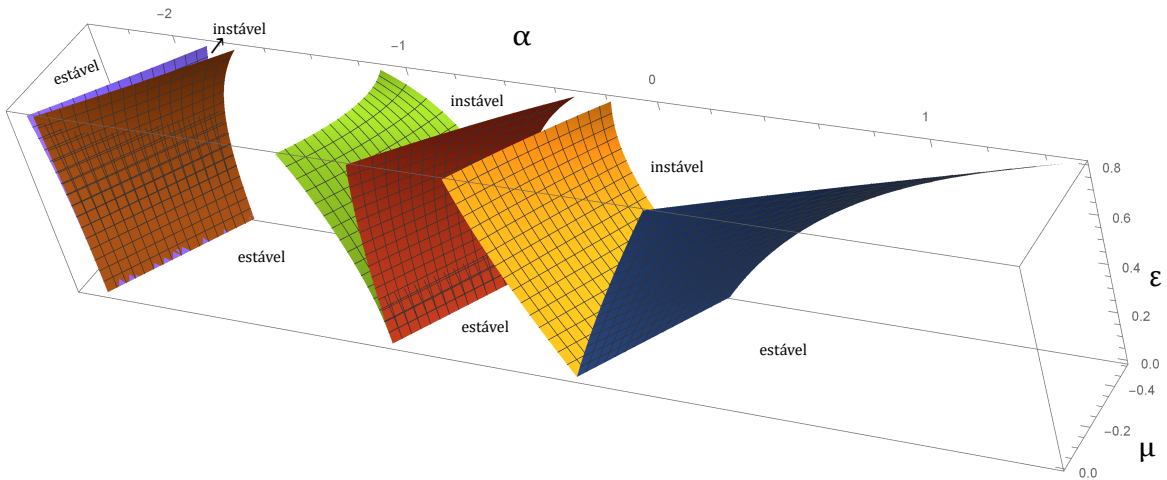 −2
instável
α
−1
estável
0
instável
1
instável
0.8
0.6
estável
0.4
ε
0.2
estável
estável
0.0
−0.4
−0.2
μ
0.0